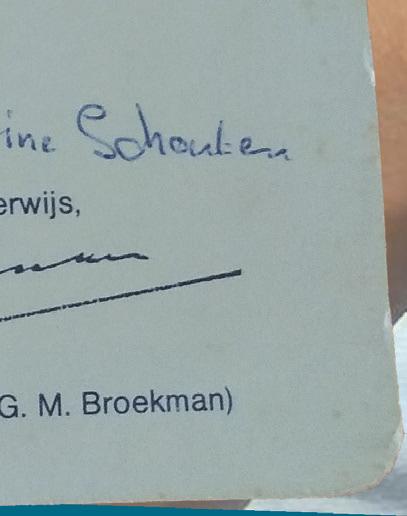 ine Schouten
erwijs,
G. M. Broekman)